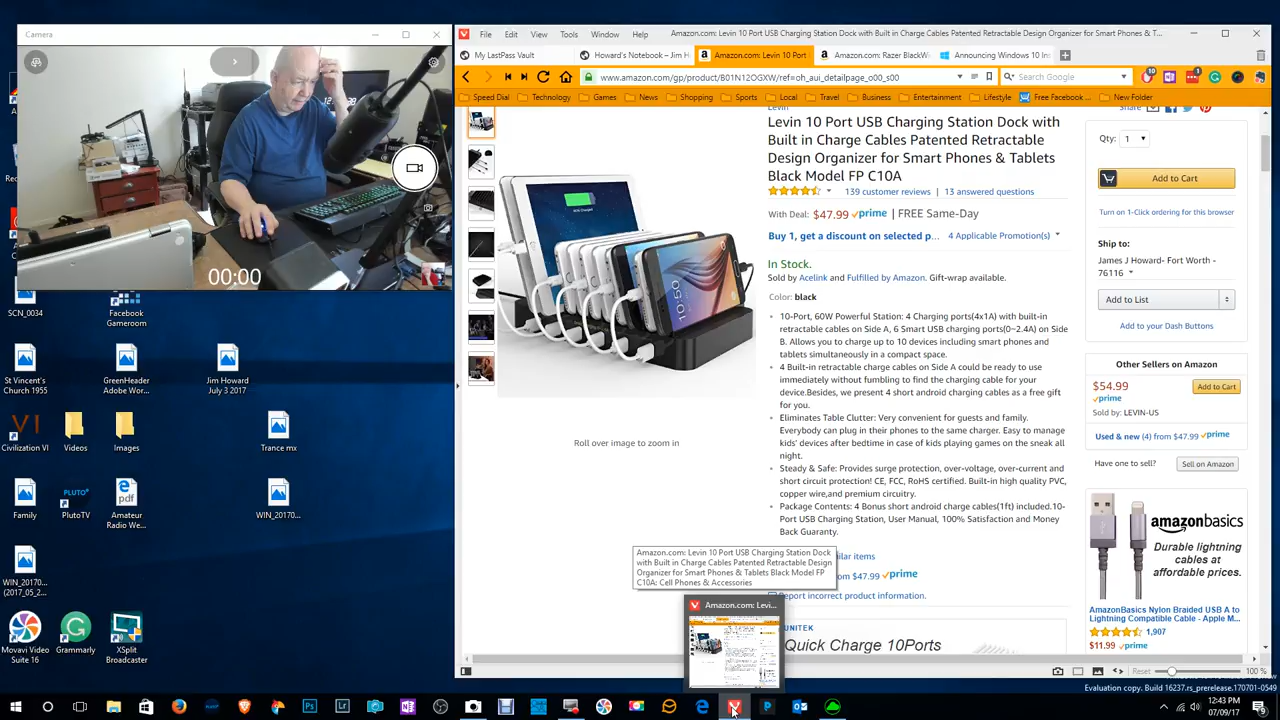 Camera
00:00
SCN_0034
Facebook
Gameroom
St Vincent's
Church 1955
GreenHeader
Adobe Wor...
Jim Howard
July 3 2017
Civilization VI
Videos
Images
Trance mx
Family
PlutoTV
Amateur
Radio We...
WIN_20170...
WIN_20170...
(2017_05_2...
Movavi Video
Grammarly
XSplit
Broadcaster
File Edit View Tools Window Help
Amazon.com: Levin 10 Port USB Charging Station Dock with Built in Charge Cables Patented Retractable Design Organizer for Smart Phones & T...
My LastPass Vault
Howard's Notebook – Jim H
Amazon.com: Levin 10 Port
Amazon.com: Razer BlackWi
Announcing Windows 10 Ins
www.amazon.com/gp/product/B01N12OGXW/ref=oh_aui_detailpage_o00_s00
Search Google
Speed Dial Technology Games News Shopping Sports Local Travel Business Entertainment Lifestyle Free Facebook ... New Folder
Levin
Levin 10 Port USB Charging Station Dock with
Built in Charge Cables Patented Retractable
Design Organizer for Smart Phones & Tablets
Black Model FP C10A
139 customer reviews | 13 answered questions
With Deal: $47.99 prime | FREE Same-Day
Buy 1, get a discount on selected p... 4 Applicable Promotion(s)
In Stock.
Sold by Acelink and Fulfilled by Amazon. Gift-wrap available.
Color: black
10-Port, 60W Powerful Station: 4 Charging ports(4x1A) with built-in
retractable cables on Side A, 6 Smart USB charging ports(0~2.4A) on Side
B. Allows you to charge up to 10 devices including smart phones and
tablets simultaneously in a compact space.
4 Built-in retractable charge cables on Side A could be ready to use
immediately without fumbling to find the charging cable for your
device.Besides, we present 4 short android charging cables as a free gift
for you.
Eliminates Table Clutter: Very convenient for guests and family.
Everybody can plug in their phones to the same charger. Easy to manage
kids' devices after bedtime in case of kids playing games on the sneak all
night.
Steady & Safe: Provides surge protection, over-voltage, over-current and
short circuit protection! CE, FCC, RoHS certified. Built-in high quality PVC,
copper wire,and premium circuitry.
Package Contents: 4 Bonus short android charge cables(1ft) included.10-
Port USB Charging Station, User Manual, 100% Satisfaction and Money
Back Guarantee.
Roll over image to zoom in
Share
Qty: 1
Add to Cart
Turn on 1-Click ordering for this browser
Ship to:
James J Howard- Fort Worth -
76116
Add to List
Add to your Dash Buttons
Other Sellers on Amazon
$54.99
Add to Cart
prime
Sold by: LEVIN-US
Used & new (4) from $47.99 prime
Have one to sell?
Sell on Amazon
amazonbasics
Durable lightning
cables at
affordable prices.
AmazonBasics Nylon Braided USB A to
Lightning Compatible Cable - Apple M...
1,907
$11.99 prime
Amazon.com: Levin 10 Port USB Charging Station Dock
with Built in Charge Cables Patented Retractable Design
Organizer for Smart Phones & Tablets Black Model FP
C10A: Cell Phones & Accessories
items
from $47.99 prime
Report incorrect product information.
Amazon.com: Levi...
UNITEK
Quick Charge 10Ports
Reset
100 %
Evaluation copy. Build 16237.rs_prerelease.170701-0549
12:43 PM
07/09/17